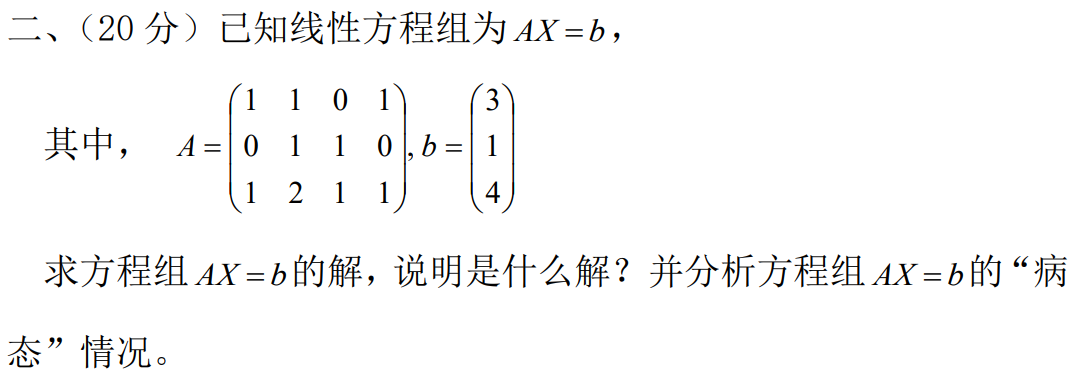 二、（20 分）已知线性方程组为 AX = b，
其中， A = \begin{pmatrix} 1 & 1 & 0 & 1 \\ 0 & 1 & 1 & 0 \\ 1 & 2 & 1 & 1 \end{pmatrix}, b = \begin{pmatrix} 3 \\ 1 \\ 4 \end{pmatrix}
求方程组 AX = b 的解，说明是什么解？并分析方程组 AX = b 的“病
态”情况。